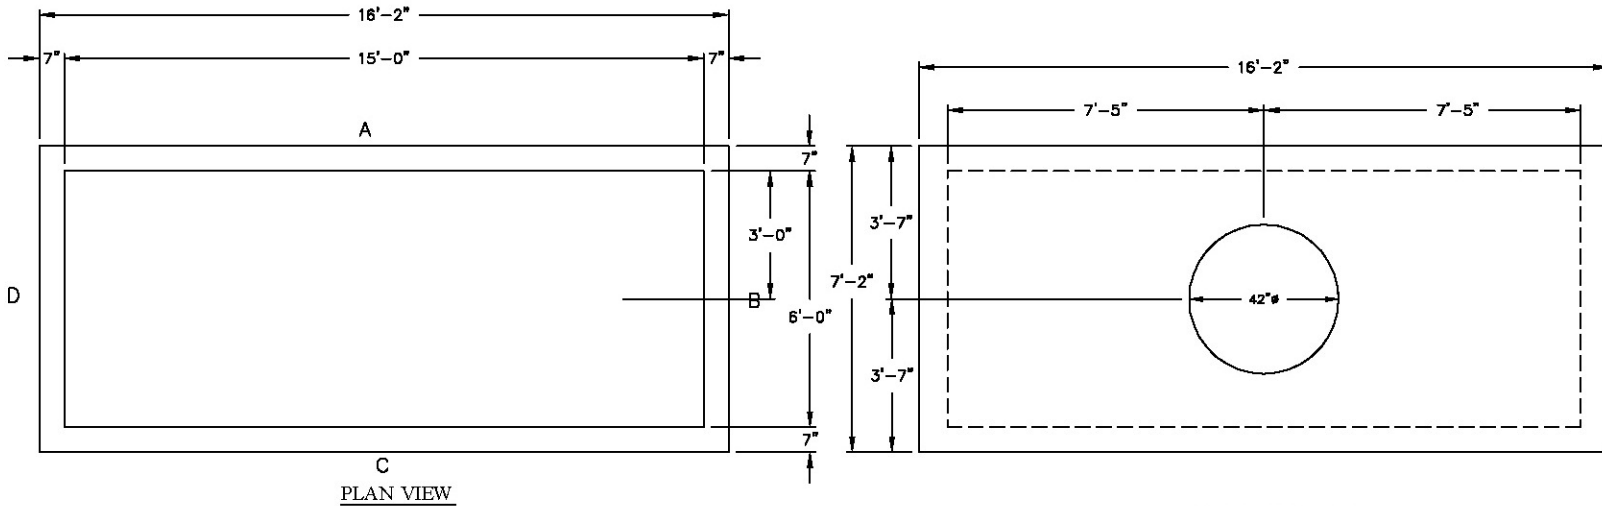 16'-2"
7" 15'-0" 7"
A
7"
3'-0"
D
B
6'-0"
7"
C
PLAN VIEW
16'-2"
7'-5" 7'-5"
3'-7"
7'-2"
42"ø
3'-7"